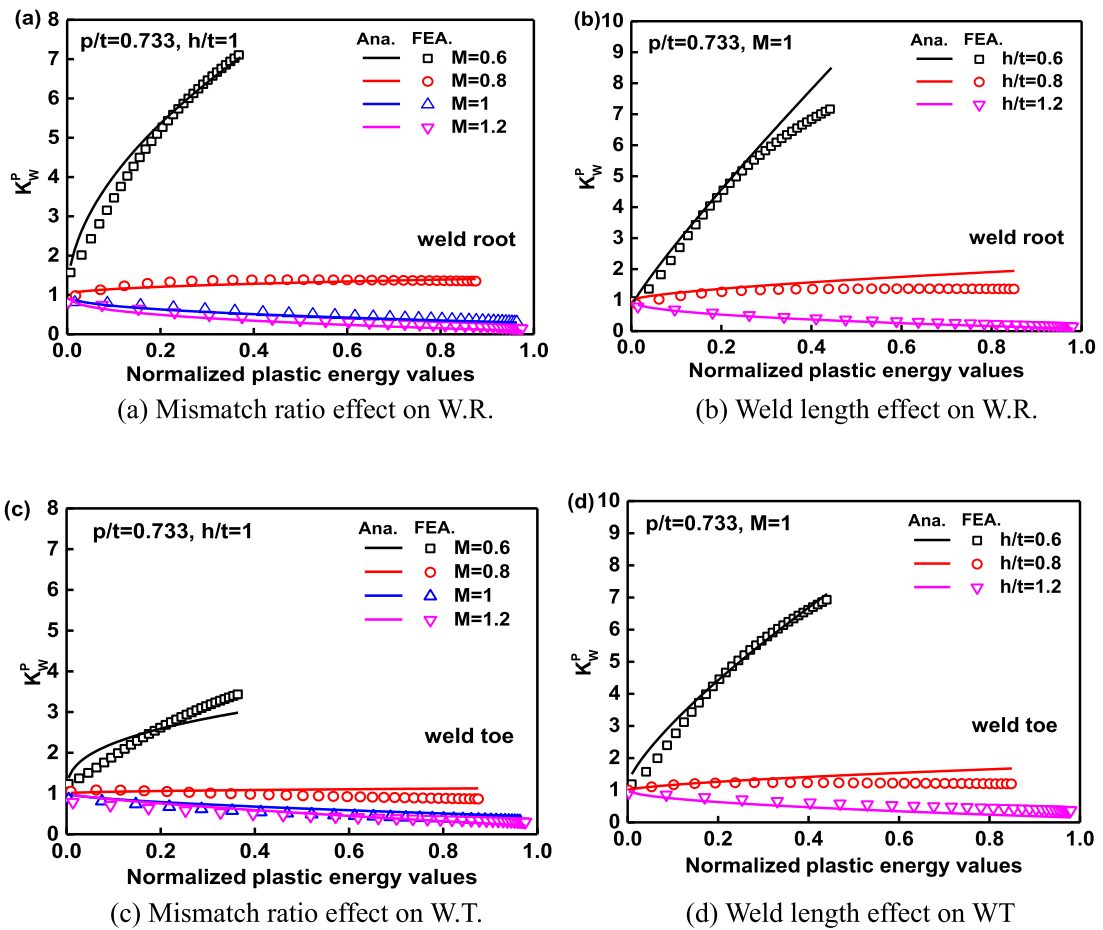 (a)
8
7
6
5
4
3
2
1
0
K_W^P
p/t=0.733, h/t=1
Ana. FEA.
M=0.6
M=0.8
M=1
M=1.2
weld root
0.0 0.2 0.4 0.6 0.8 1.0
Normalized plastic energy values
(a) Mismatch ratio effect on W.R.
(b)
10
9
8
7
6
5
4
3
2
1
0
K_W^P
p/t=0.733, M=1
Ana. FEA.
h/t=0.6
h/t=0.8
h/t=1.2
weld root
0.0 0.2 0.4 0.6 0.8 1.0
Normalized plastic energy values
(b) Weld length effect on W.R.
(c)
8
7
6
5
4
3
2
1
0
K_W^P
p/t=0.733, h/t=1
Ana. FEA.
M=0.6
M=0.8
M=1
M=1.2
weld toe
0.0 0.2 0.4 0.6 0.8 1.0
Normalized plastic energy values
(c) Mismatch ratio effect on W.T.
(d)
10
9
8
7
6
5
4
3
2
1
0
K_W^P
p/t=0.733, M=1
Ana. FEA.
h/t=0.6
h/t=0.8
h/t=1.2
weld toe
0.0 0.2 0.4 0.6 0.8 1.0
Normalized plastic energy values
(d) Weld length effect on WT